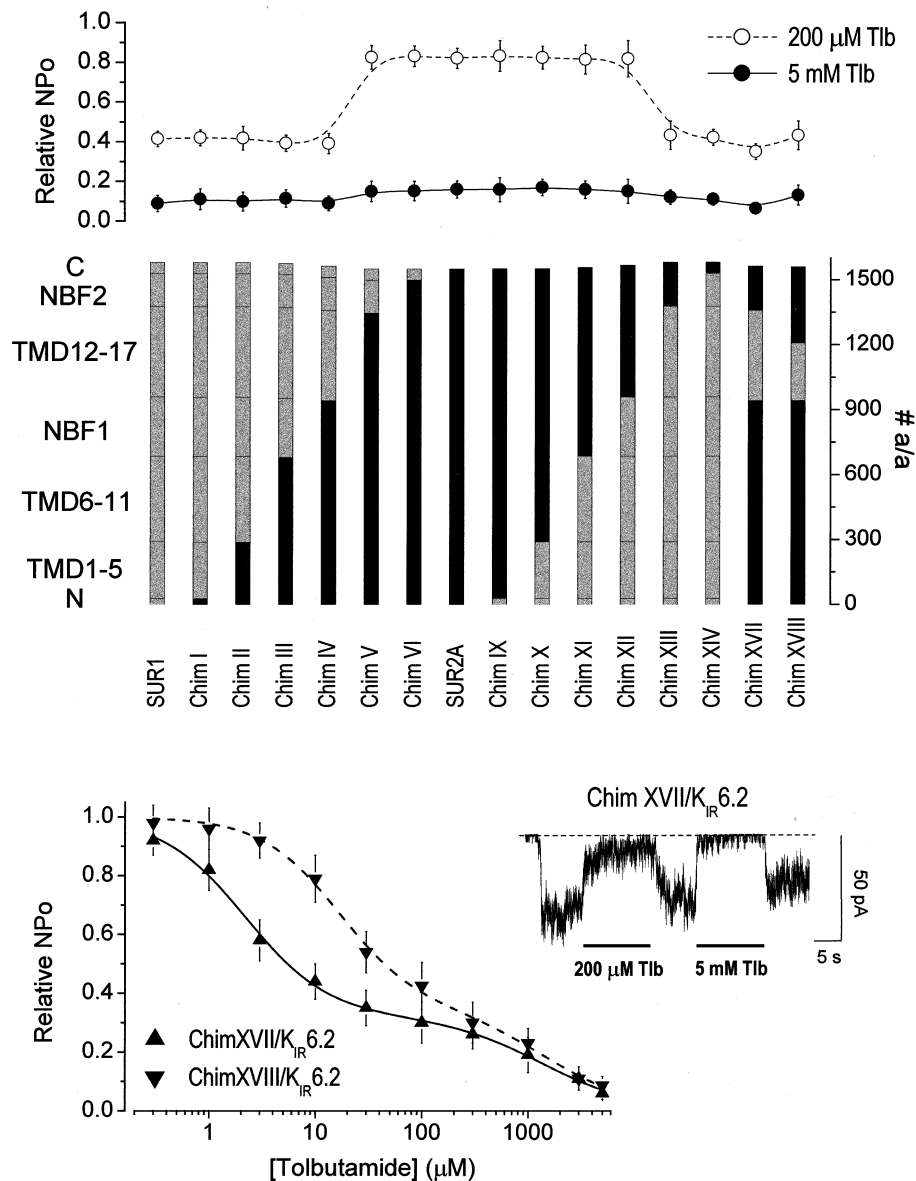 200 μM Tlb
5 mM Tlb
1.0
0.8
0.6
0.4
0.2
0.0
Relative NPo
C
NBF2
TMD12-17
NBF1
TMD6-11
TMD1-5
N
1500
1200
900
600
300
0
# a/a
SUR1
Chim I
Chim II
Chim III
Chim IV
Chim V
Chim VI
SUR2A
Chim IX
Chim X
Chim XI
Chim XII
Chim XIII
Chim XIV
Chim XVII
Chim XVIII
1.0
0.8
0.6
0.4
0.2
0.0
Relative NPo
ChimXVII/KIR6.2
ChimXVIII/KIR6.2
1
10
100
1000
[Tolbutamide] (μM)
Chim XVII/KIR6.2
50 pA
5 s
200 μM Tlb
5 mM Tlb